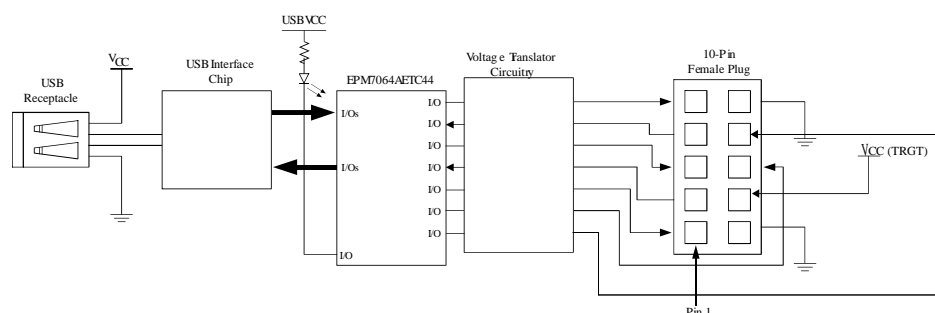 USB VCC
VCC
USB Interface
Chip
USB
Receptacle
EPM7064AETC44
Voltage Translator
Circuitry
10-Pin
Female Plug
I/Os
I/Os
I/O
I/O
I/O
I/O
I/O
I/O
I/O
I/O
VCC (TRGT)
Pin 1